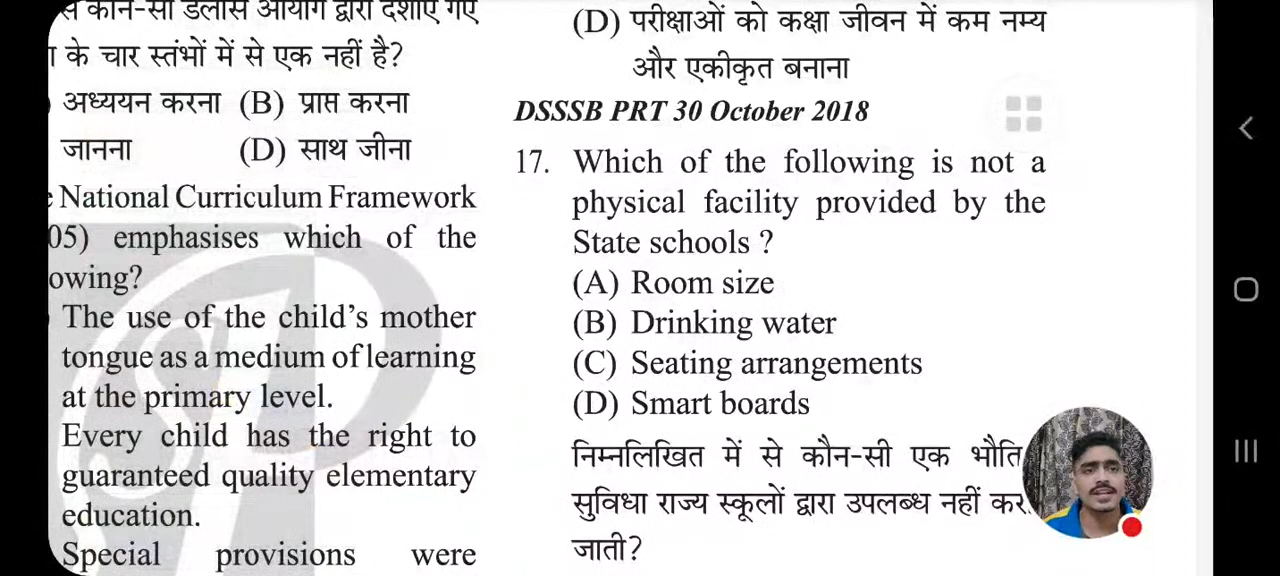 कौन-सी डेलॉर्स आयोग द्वारा दर्शाए गए
के चार स्तंभों में से एक नहीं है?
अध्ययन करना (B) प्राप्त करना
जानना (D) साथ जीना
National Curriculum Framework
05) emphasises which of the
owing?
The use of the child's mother
tongue as a medium of learning
at the primary level.
Every child has the right to
guaranteed quality elementary
education.
Special provisions were
(D) परीक्षाओं को कक्षा जीवन में कम नम्य
और एकीकृत बनाना
DSSSB PRT 30 October 2018
17. Which of the following is not a
physical facility provided by the
State schools ?
(A) Room size
(B) Drinking water
(C) Seating arrangements
(D) Smart boards
निम्नलिखित में से कौन-सी एक भौति
सुविधा राज्य स्कूलों द्वारा उपलब्ध नहीं कर
जाती?